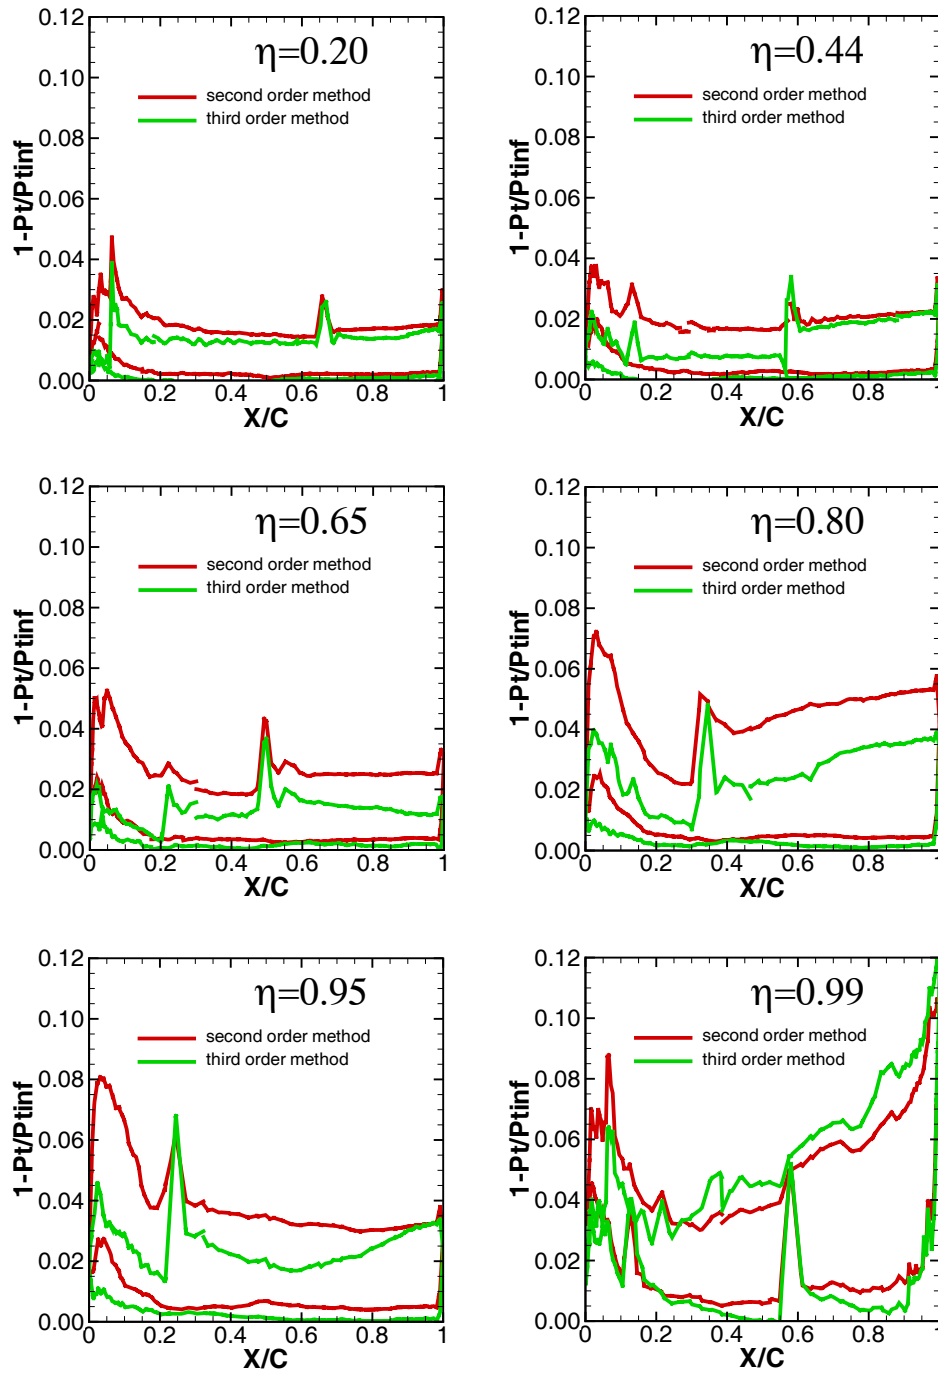 η=0.20
second order method
third order method
1-Pt/Ptinf
0.12
0.10
0.08
0.06
0.04
0.02
0.00
0 0.2 0.4 0.6 0.8 1
X/C
η=0.44
second order method
third order method
1-Pt/Ptinf
0.12
0.10
0.08
0.06
0.04
0.02
0.00
0 0.2 0.4 0.6 0.8 1
X/C
η=0.65
second order method
third order method
1-Pt/Ptinf
0.12
0.10
0.08
0.06
0.04
0.02
0.00
0 0.2 0.4 0.6 0.8 1
X/C
η=0.80
second order method
third order method
1-Pt/Ptinf
0.12
0.10
0.08
0.06
0.04
0.02
0.00
0 0.2 0.4 0.6 0.8 1
X/C
η=0.95
second order method
third order method
1-Pt/Ptinf
0.12
0.10
0.08
0.06
0.04
0.02
0.00
0 0.2 0.4 0.6 0.8 1
X/C
η=0.99
second order method
third order method
1-Pt/Ptinf
0.12
0.10
0.08
0.06
0.04
0.02
0.00
0 0.2 0.4 0.6 0.8 1
X/C